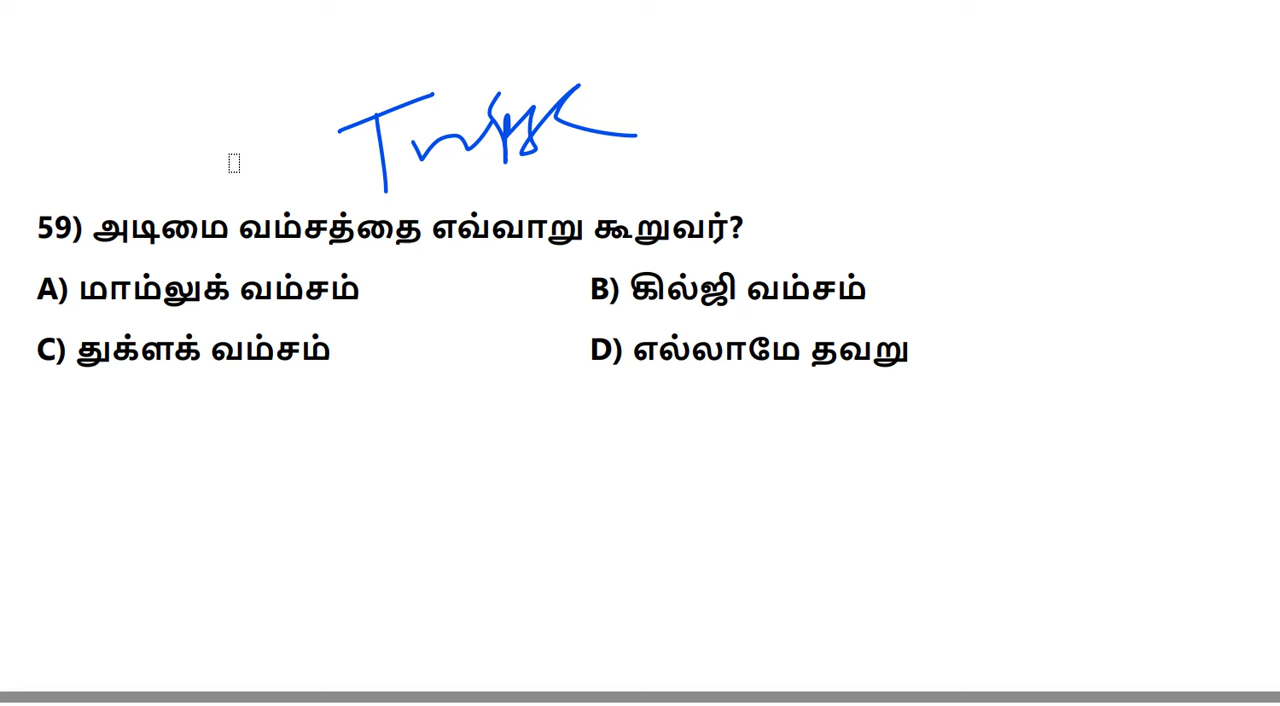 59) அடிமை வம்சத்தை எவ்வாறு கூறுவர்?
A) மாம்லுக் வம்சம் B) கில்ஜி வம்சம்
C) துக்ளக் வம்சம் D) எல்லாமே தவறு